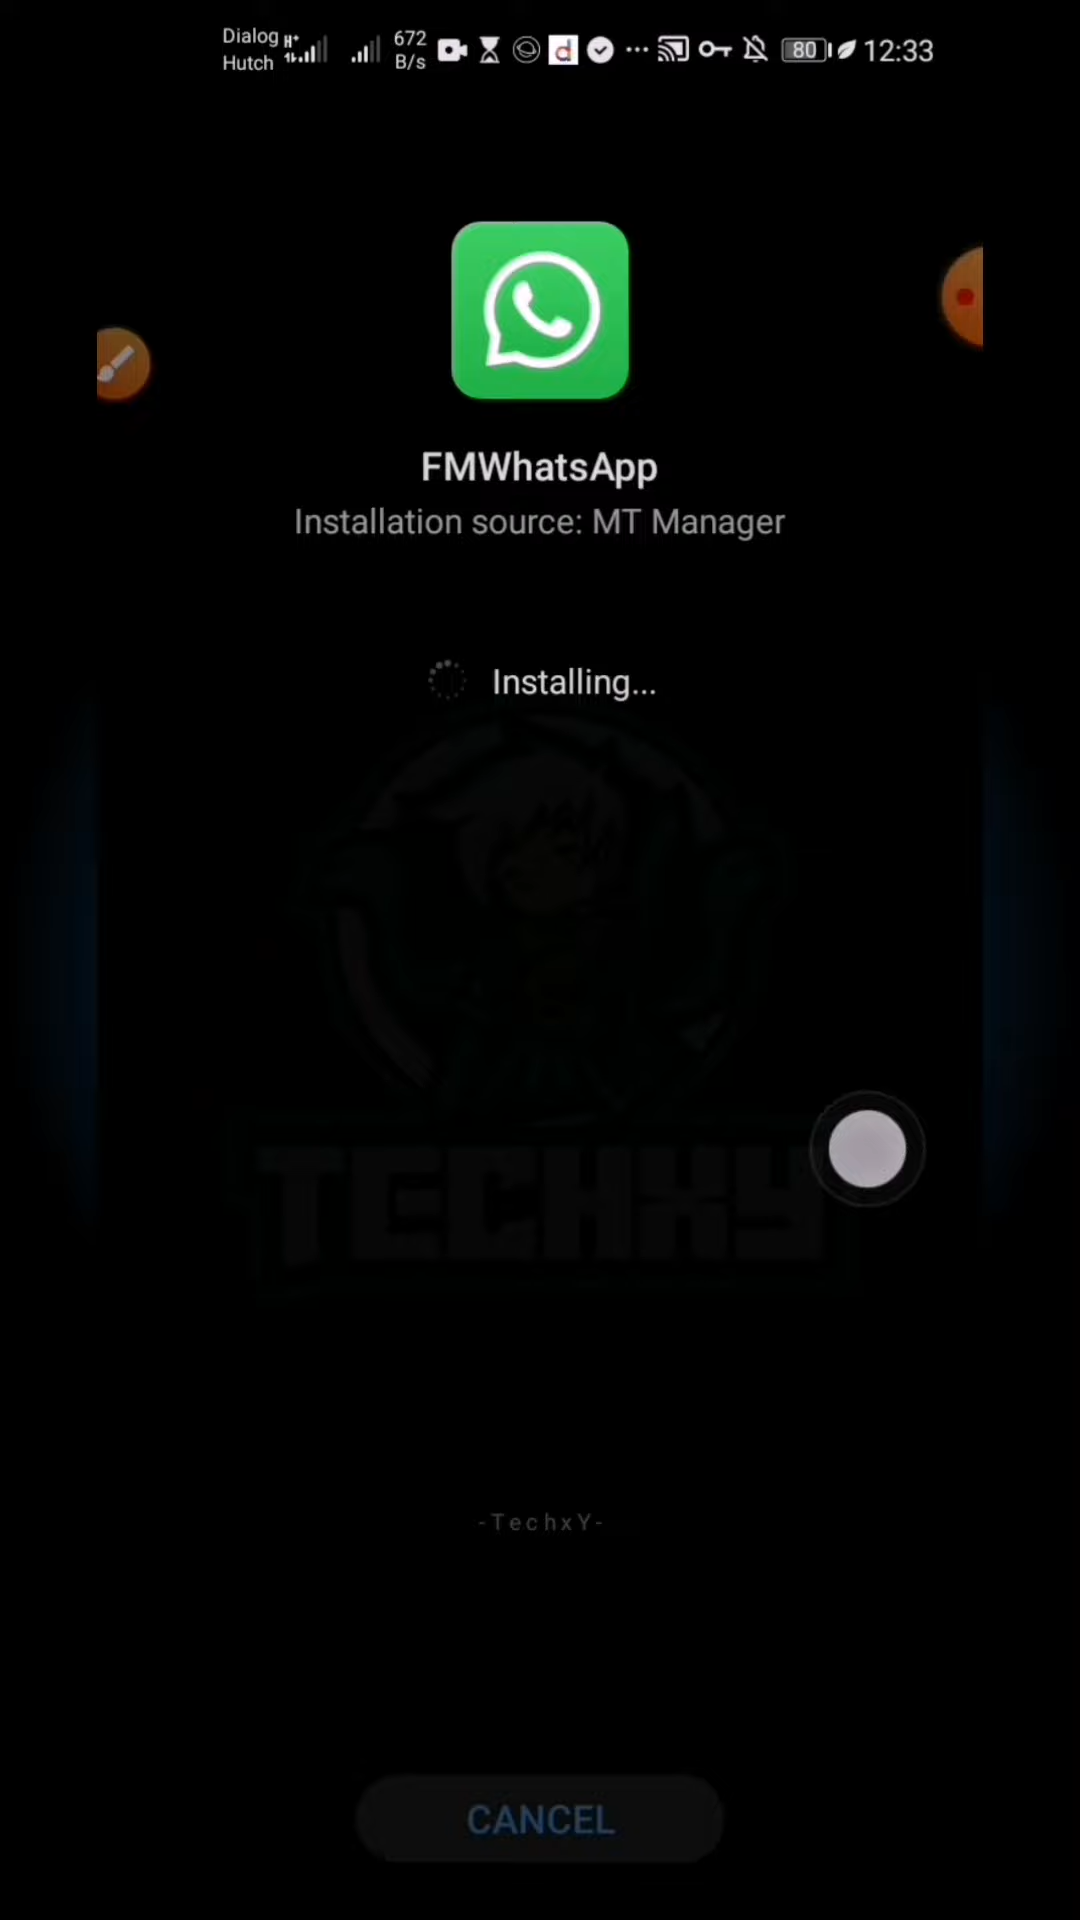 Dialog
Hutch
672
B/s
80
12:33
FMWhatsApp
Installation source: MT Manager
Installing...
TECHXY
-TechxY-
CANCEL